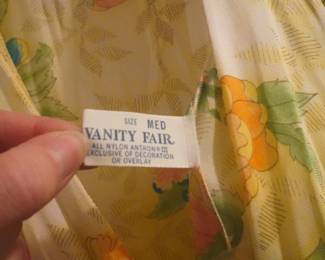 SIZE MED
VANITY FAIR
ALL NYLON ANTRON® III
EXCLUSIVE OF DECORATION
OR OVERLAY